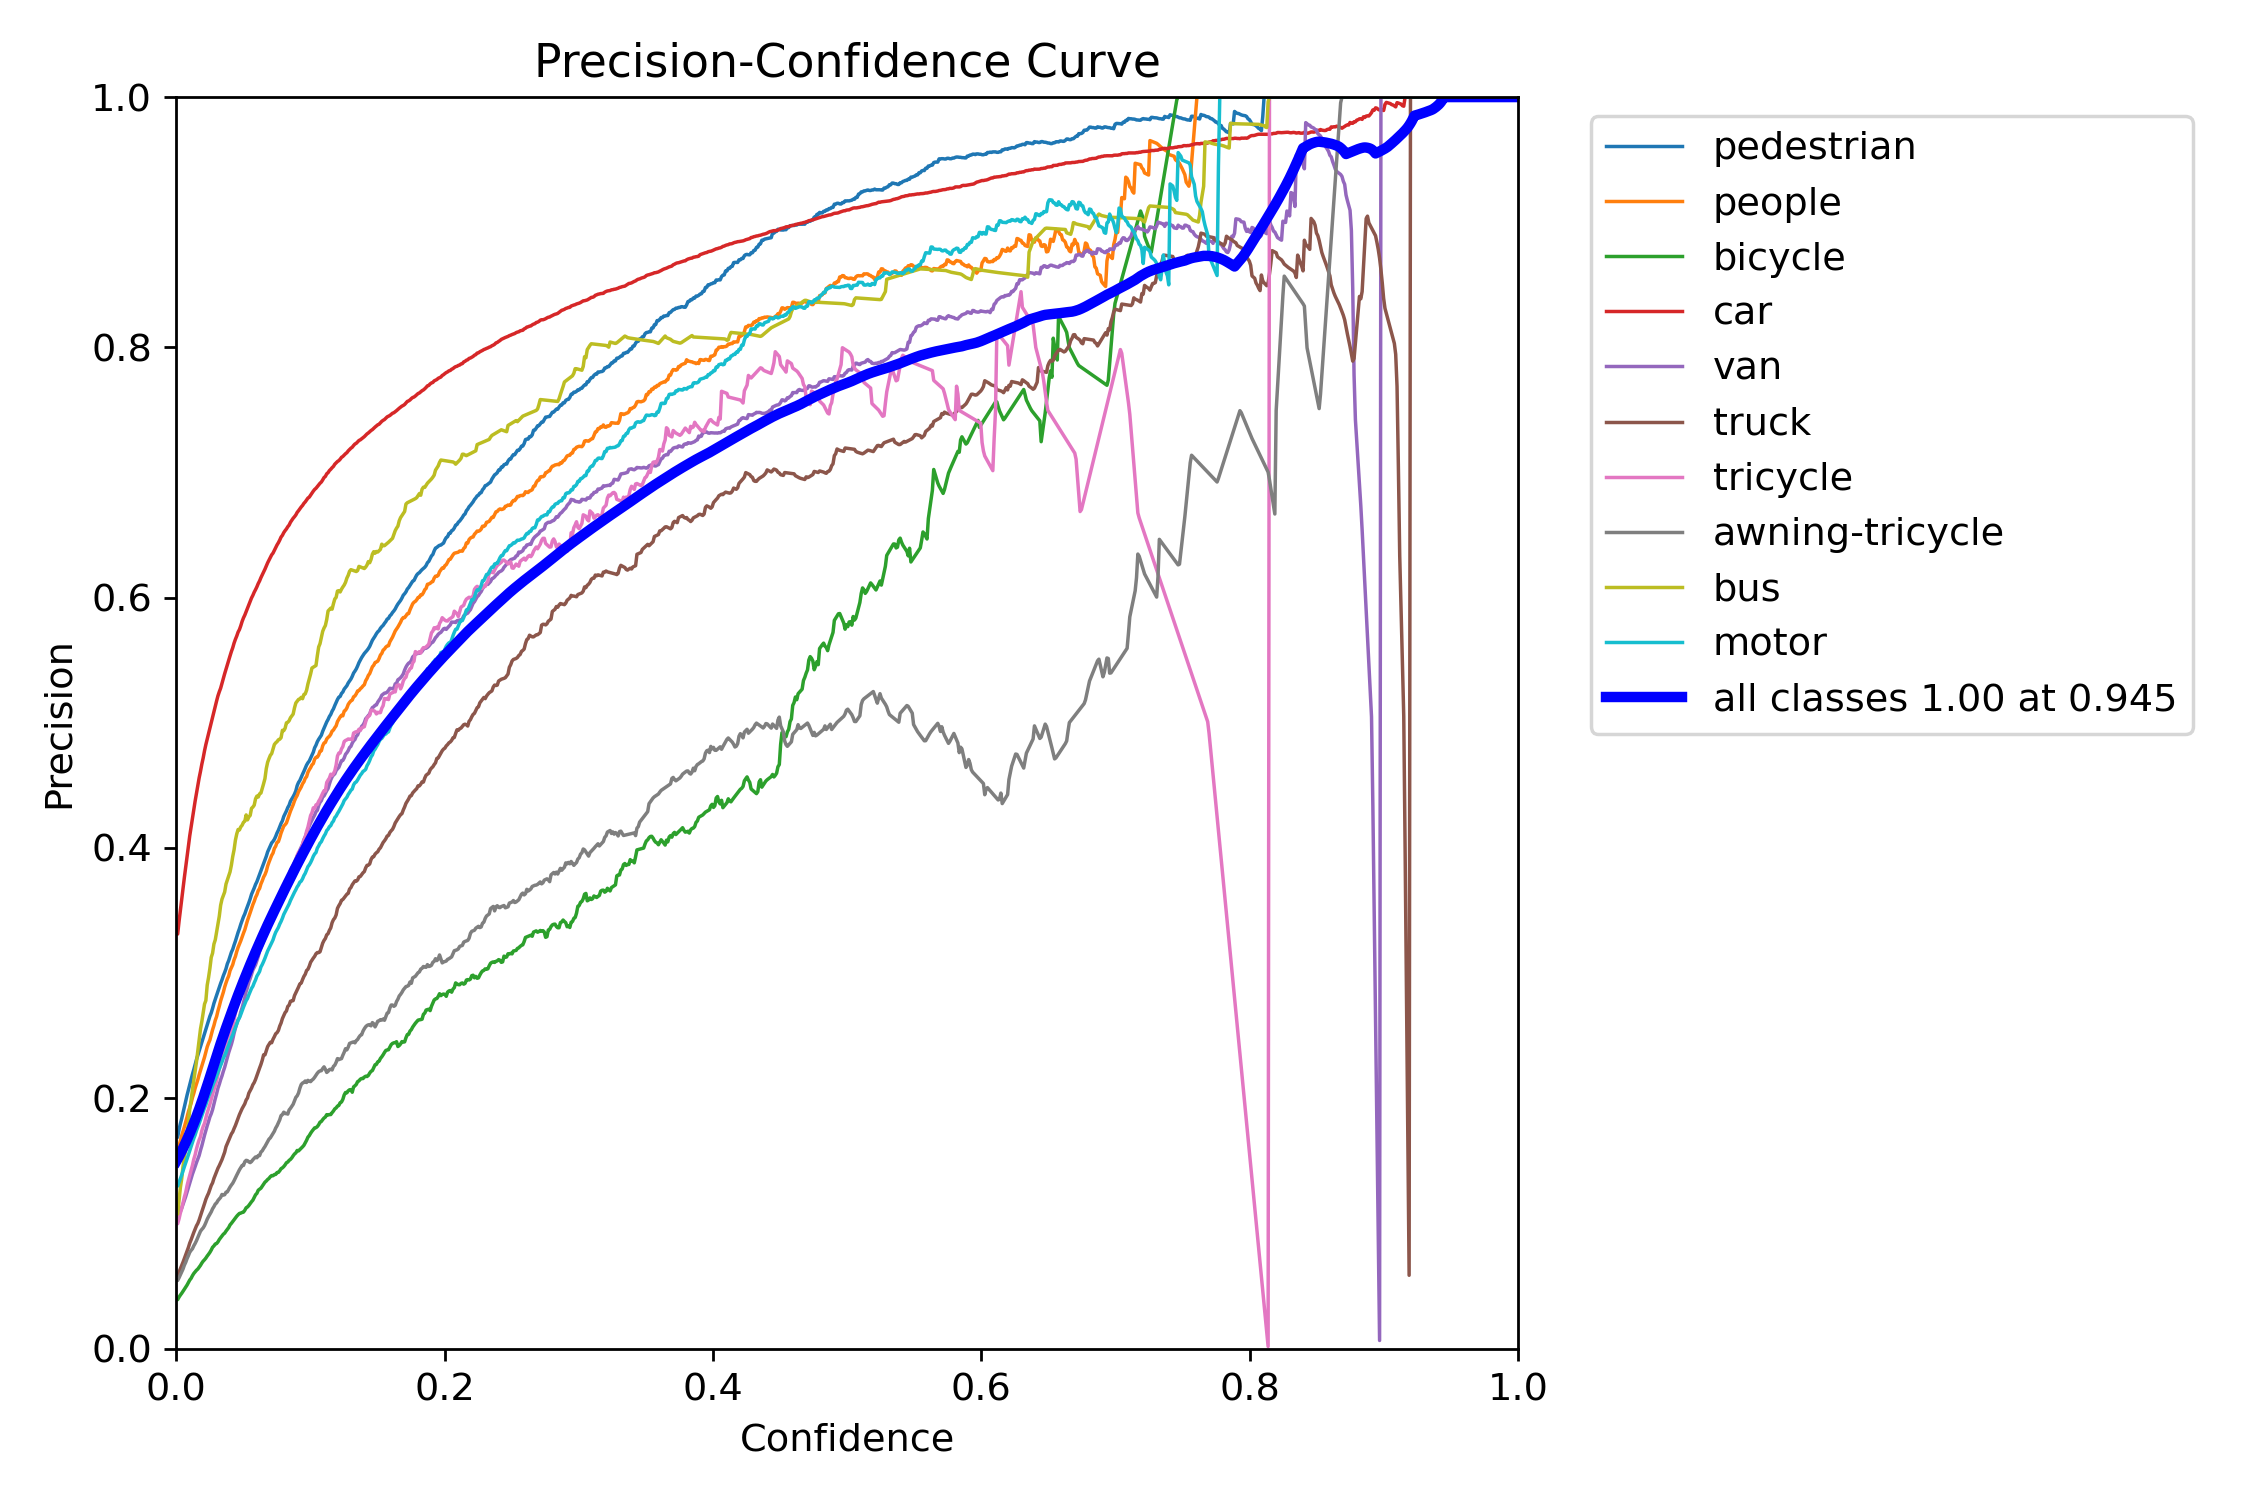 Precision-Confidence Curve
1.0
0.8
0.6
0.4
0.2
0.0
Precision
0.0 0.2 0.4 0.6 0.8 1.0
Confidence
pedestrian
people
bicycle
car
van
truck
tricycle
awning-tricycle
bus
motor
all classes 1.00 at 0.945